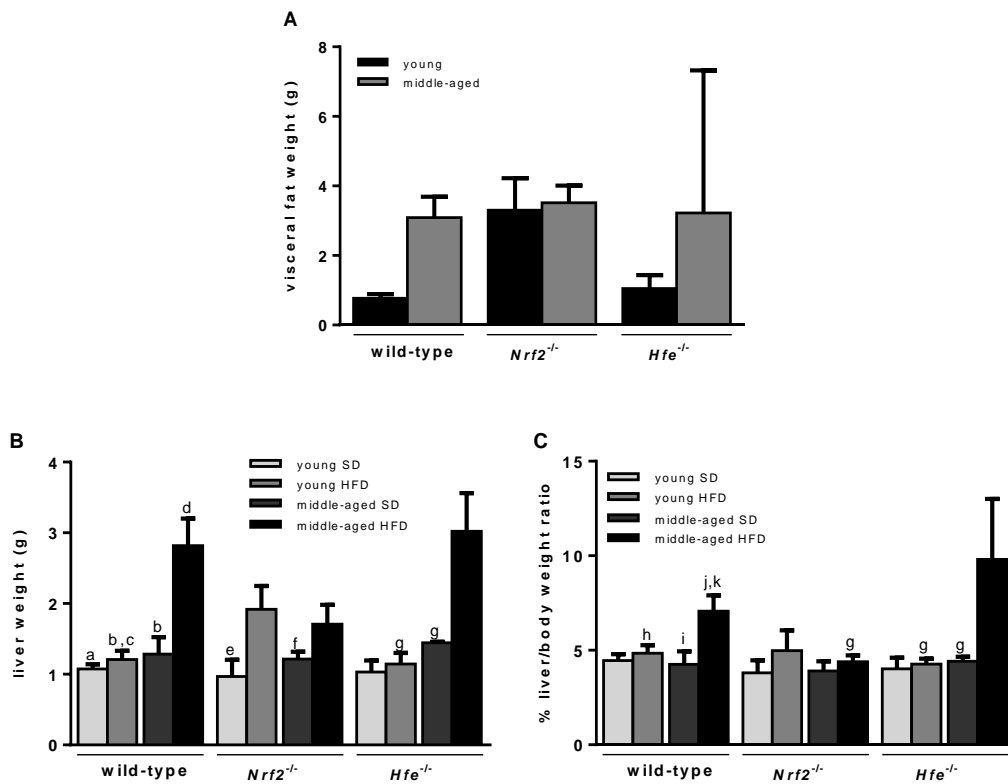 A
visceral fat weight (g)
8
6
4
2
0
young
middle-aged
wild-type Nrf2-/- Hfe-/-
B
liver weight (g)
4
3
2
1
0
young SD
young HFD
middle-aged SD
middle-aged HFD
a b,c b d e f g g
wild-type Nrf2-/- Hfe-/-
C
% liver/body weight ratio
15
10
5
0
young SD
young HFD
middle-aged SD
middle-aged HFD
h i j,k g g g
wild-type Nrf2-/- Hfe-/-